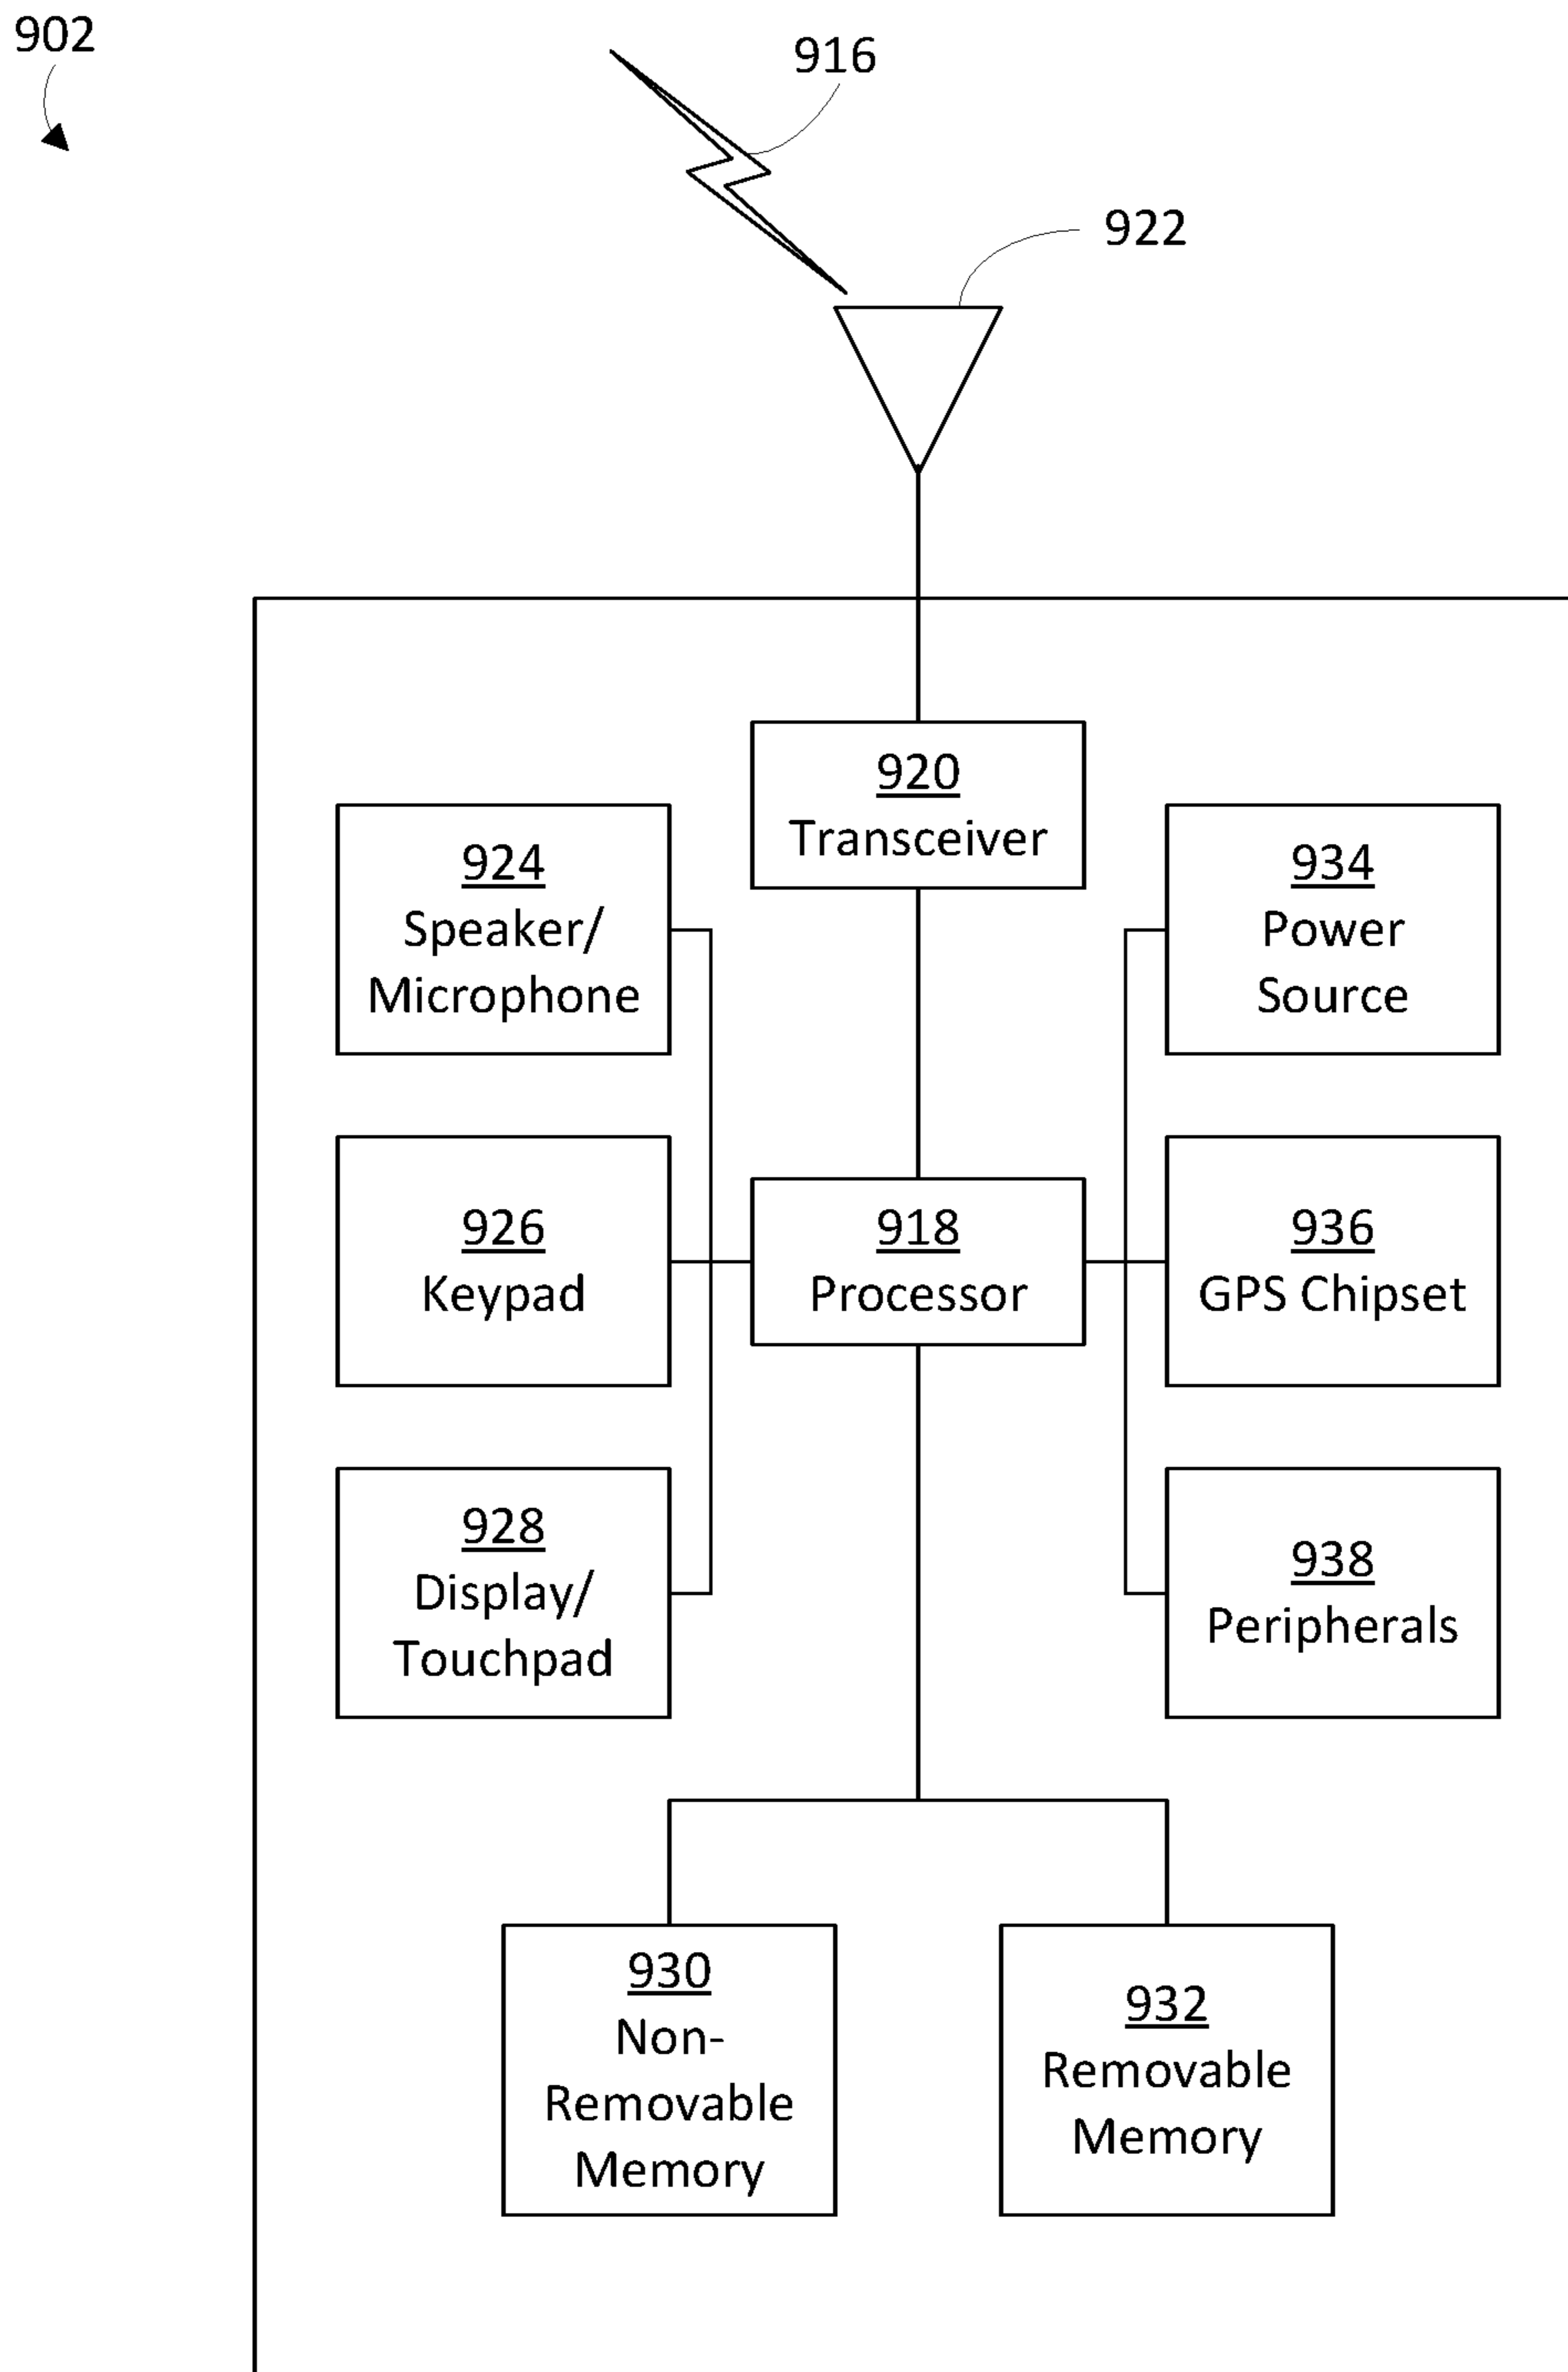 902
916
922
920
Transceiver
924
Speaker/
Microphone
934
Power
Source
926
Keypad
918
Processor
936
GPS Chipset
928
Display/
Touchpad
938
Peripherals
930
Non-
Removable
Memory
932
Removable
Memory